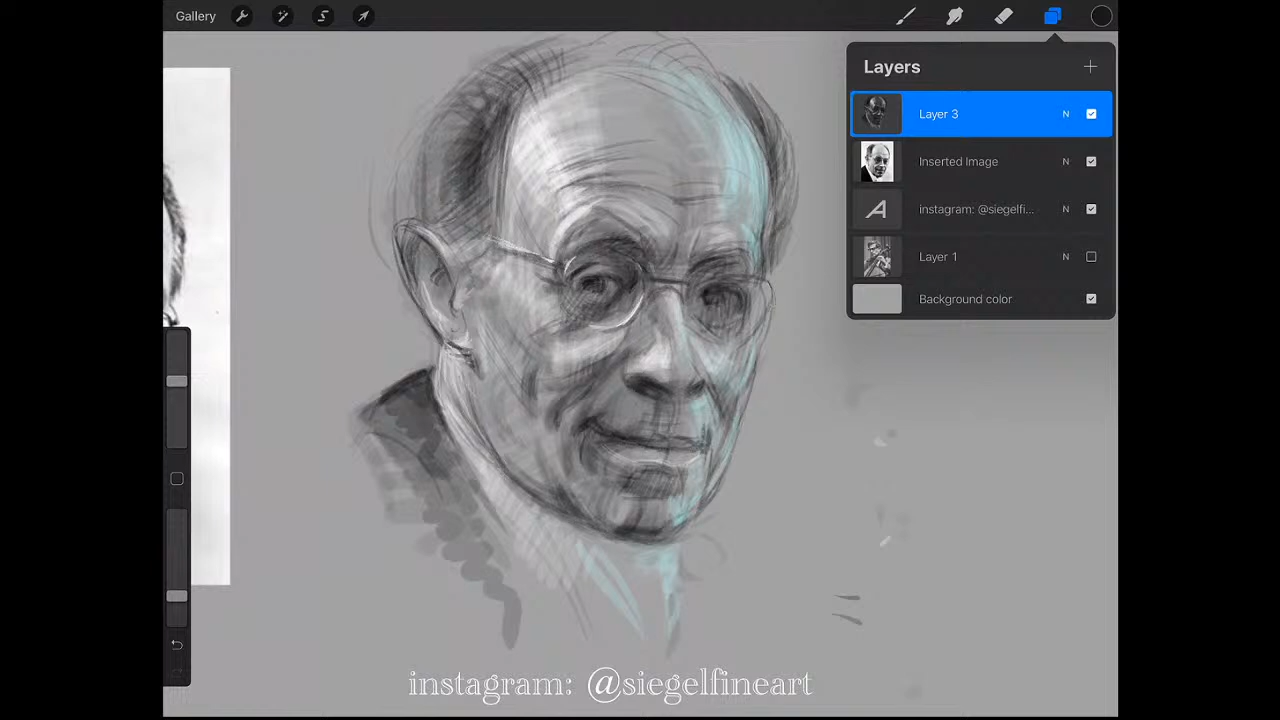 Gallery
Layers
Layer 3 N
Inserted Image N
A instagram: @siegelfi... N
Layer 1 N
Background color
instagram: @siegelfineart